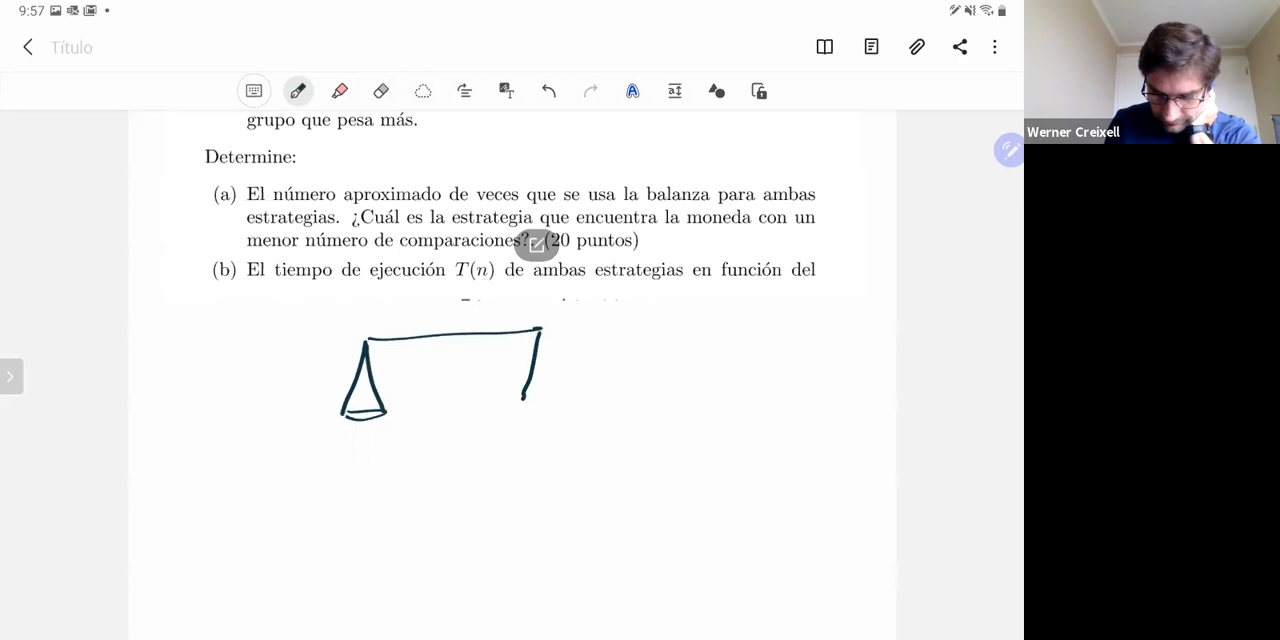 9:57
Título
grupo que pesa más.
Determine:
(a) El número aproximado de veces que se usa la balanza para ambas
estrategias. ¿Cuál es la estrategia que encuentra la moneda con un
menor número de comparaciones?. (20 puntos)
(b) El tiempo de ejecución T(n) de ambas estrategias en función del
Werner Creixell